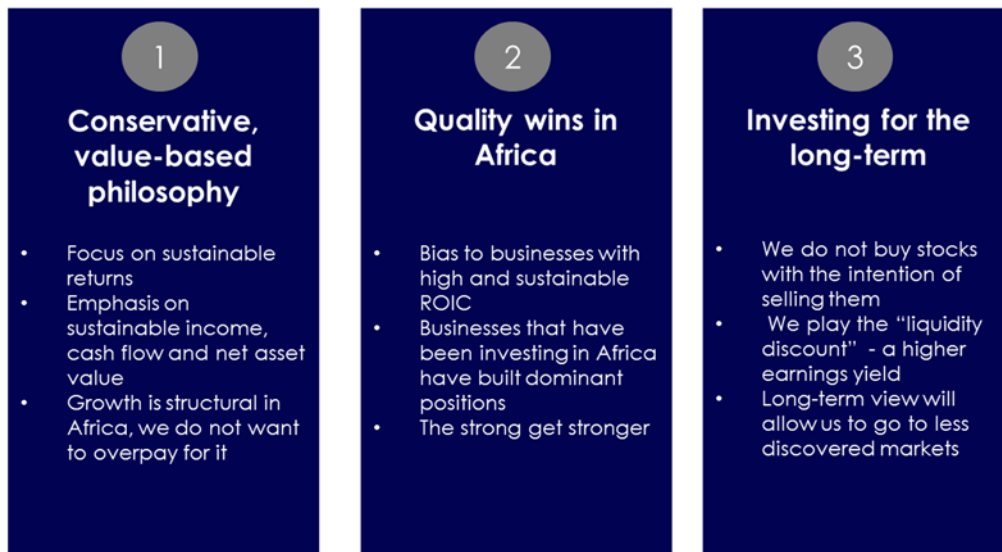 1
Conservative,
value-based
philosophy
• Focus on sustainable
returns
• Emphasis on
sustainable income,
cash flow and net asset
value
• Growth is structural in
Africa, we do not want
to overpay for it
2
Quality wins in
Africa
• Bias to businesses with
high and sustainable
ROIC
• Businesses that have
been investing in Africa
have built dominant
positions
• The strong get stronger
3
Investing for the
long-term
• We do not buy stocks
with the intention of
selling them
• We play the “liquidity
discount” - a higher
earnings yield
• Long-term view will
allow us to go to less
discovered markets